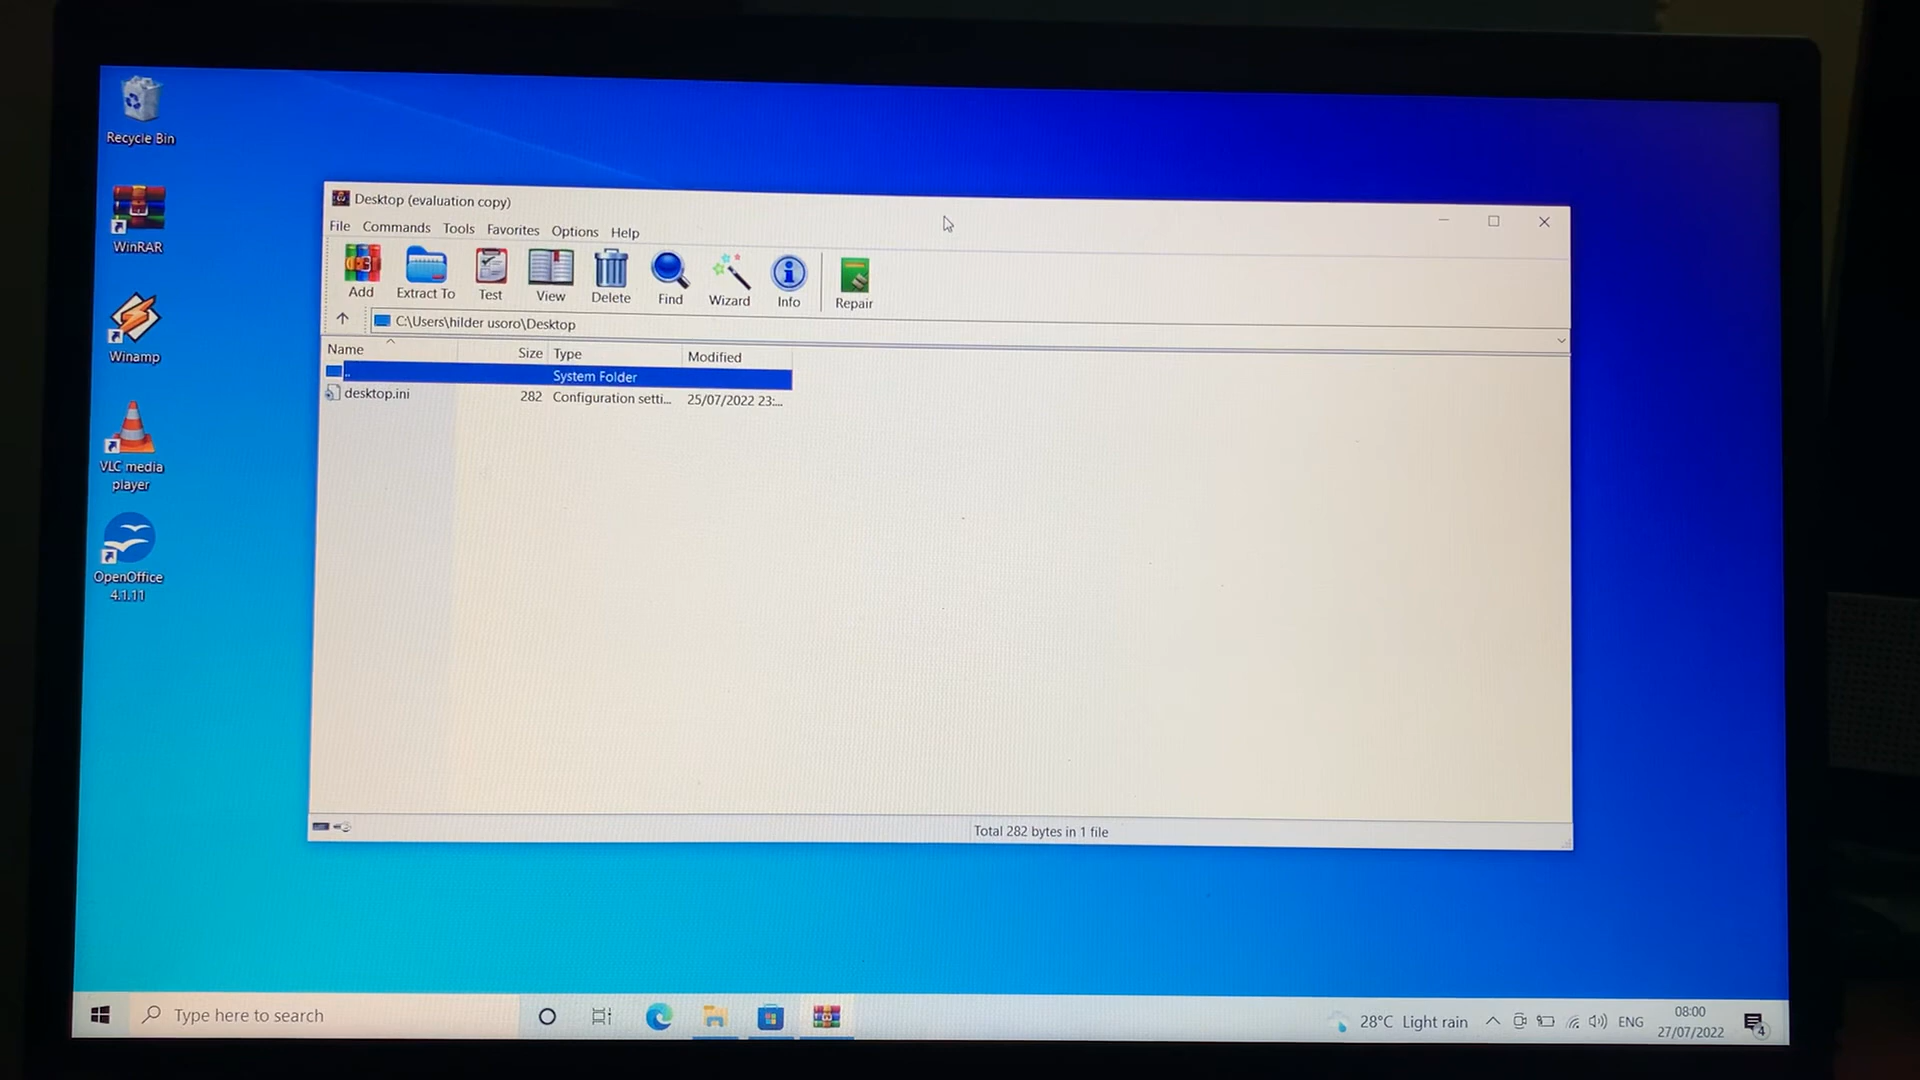 Recycle Bin
WinRAR
Winamp
VLC media
player
OpenOffice
4.1.11
Desktop (evaluation copy)
File Commands Tools Favorites Options Help
Add Extract To Test View Delete Find Wizard Info Repair
C:\Users\hilder usoro\Desktop
Name Size Type Modified
.. System Folder
desktop.ini 282 Configuration setti... 25/07/2022 23:...
Total 282 bytes in 1 file
Type here to search
28°C Light rain
ENG
08:00
27/07/2022
4